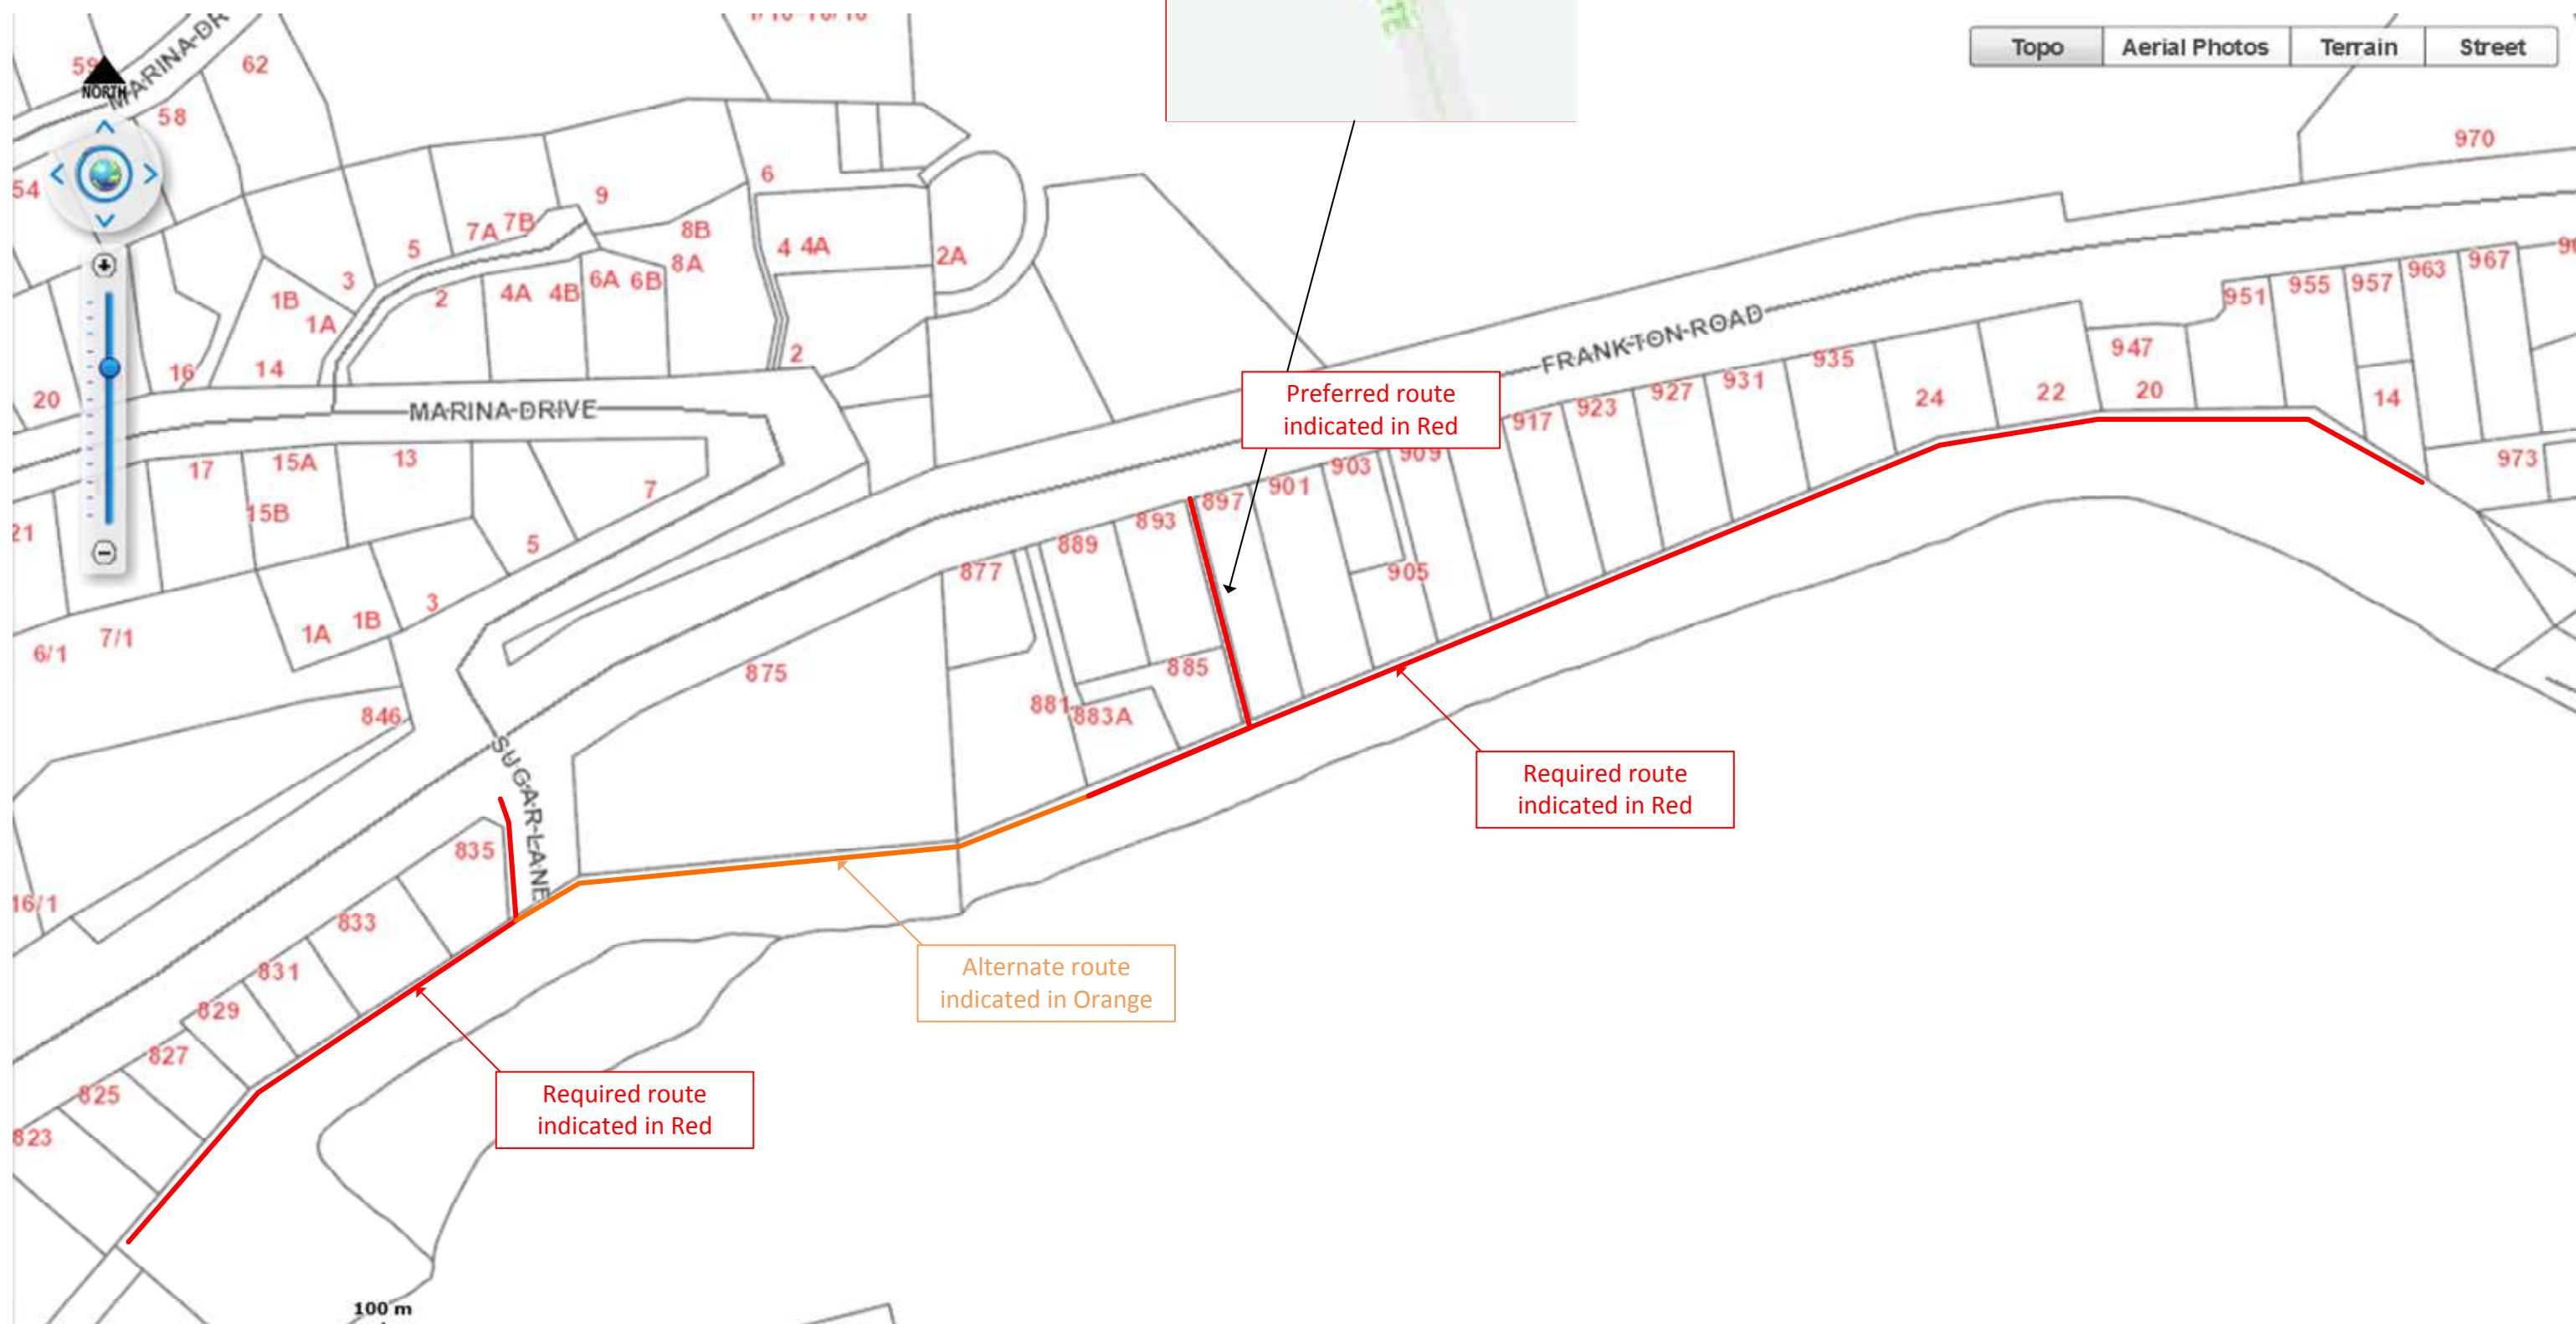 Topo
Aerial Photos
Terrain
Street
MARINA-DR
59
62
NORTH
58
54
970
6
9
7B
7A
8B
5
4 4A
2A
8A
3
6A 6B
4A 4B
2
1B
1A
951
955
957
963
967
FRANKTON-ROAD
2
14
16
20
MARINA-DRIVE
Preferred route
indicated in Red
935
947
931
927
923
917
24
22
20
14
909
17
15A
13
903
973
7
901
897
15B
893
21
5
889
877
905
3
1B
1A
7/1
6/1
875
885
881
883A
846
SUGAR-LANE
Required route
indicated in Red
835
16/1
833
831
829
Alternate route
indicated in Orange
827
825
823
Required route
indicated in Red
100 m